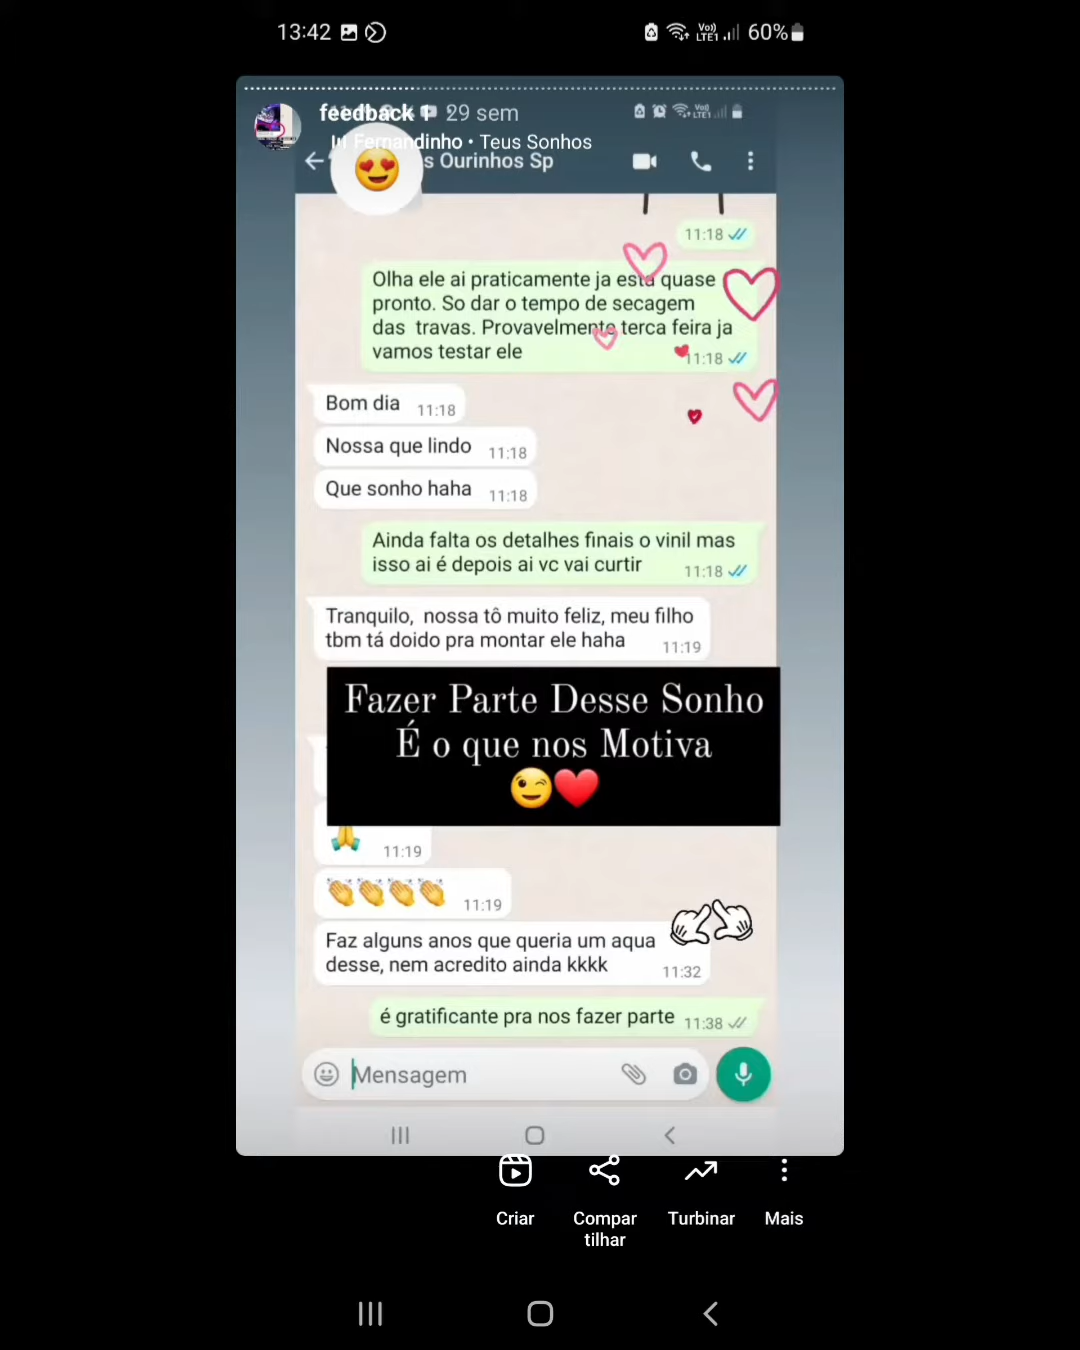 13:42
60%
feedback 1 29 sem
Fernandinho • Teus Sonhos
s Ourinhos Sp
11:18
Olha ele ai praticamente ja esta quase
pronto. So dar o tempo de secagem
das travas. Provavelmente terca feira ja
vamos testar ele
11:18
Bom dia 11:18
Nossa que lindo 11:18
Que sonho haha 11:18
Ainda falta os detalhes finais o vinil mas
isso ai é depois ai vc vai curtir 11:18
Tranquilo, nossa tô muito feliz, meu filho
tbm tá doido pra montar ele haha 11:19
Fazer Parte Desse Sonho
É o que nos Motiva
11:19
11:19
Faz alguns anos que queria um aqua
desse, nem acredito ainda kkkk 11:32
é gratificante pra nos fazer parte 11:38
Mensagem
Criar
Compar
tilhar
Turbinar
Mais